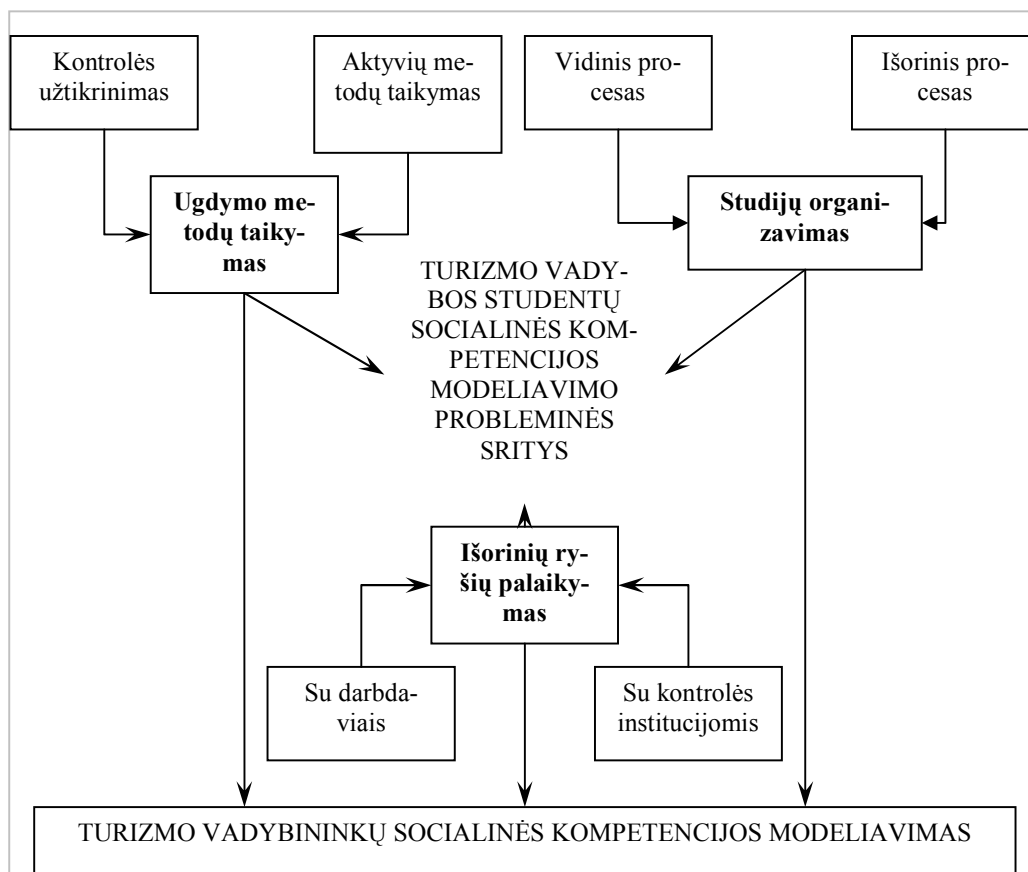 Kontrolės
užtikrinimas
Aktyvių me-
todų taikymas
Vidinis pro-
cesas
Išorinis pro-
cesas
Ugdymo me-
todų taiky-
mas
Studijų organi-
zavimas
TURIZMO VADY-
BOS STUDENTŲ
SOCIALINĖS KOM-
PETENCIJOS
MODELIAVIMO
PROBLEMINĖS
SRITYS
Išorinių ry-
šių palaiky-
mas
Su darbda-
viais
Su kontrolės
institucijomis
TURIZMO VADYBININKŲ SOCIALINĖS KOMPETENCIJOS MODELIAVIMAS